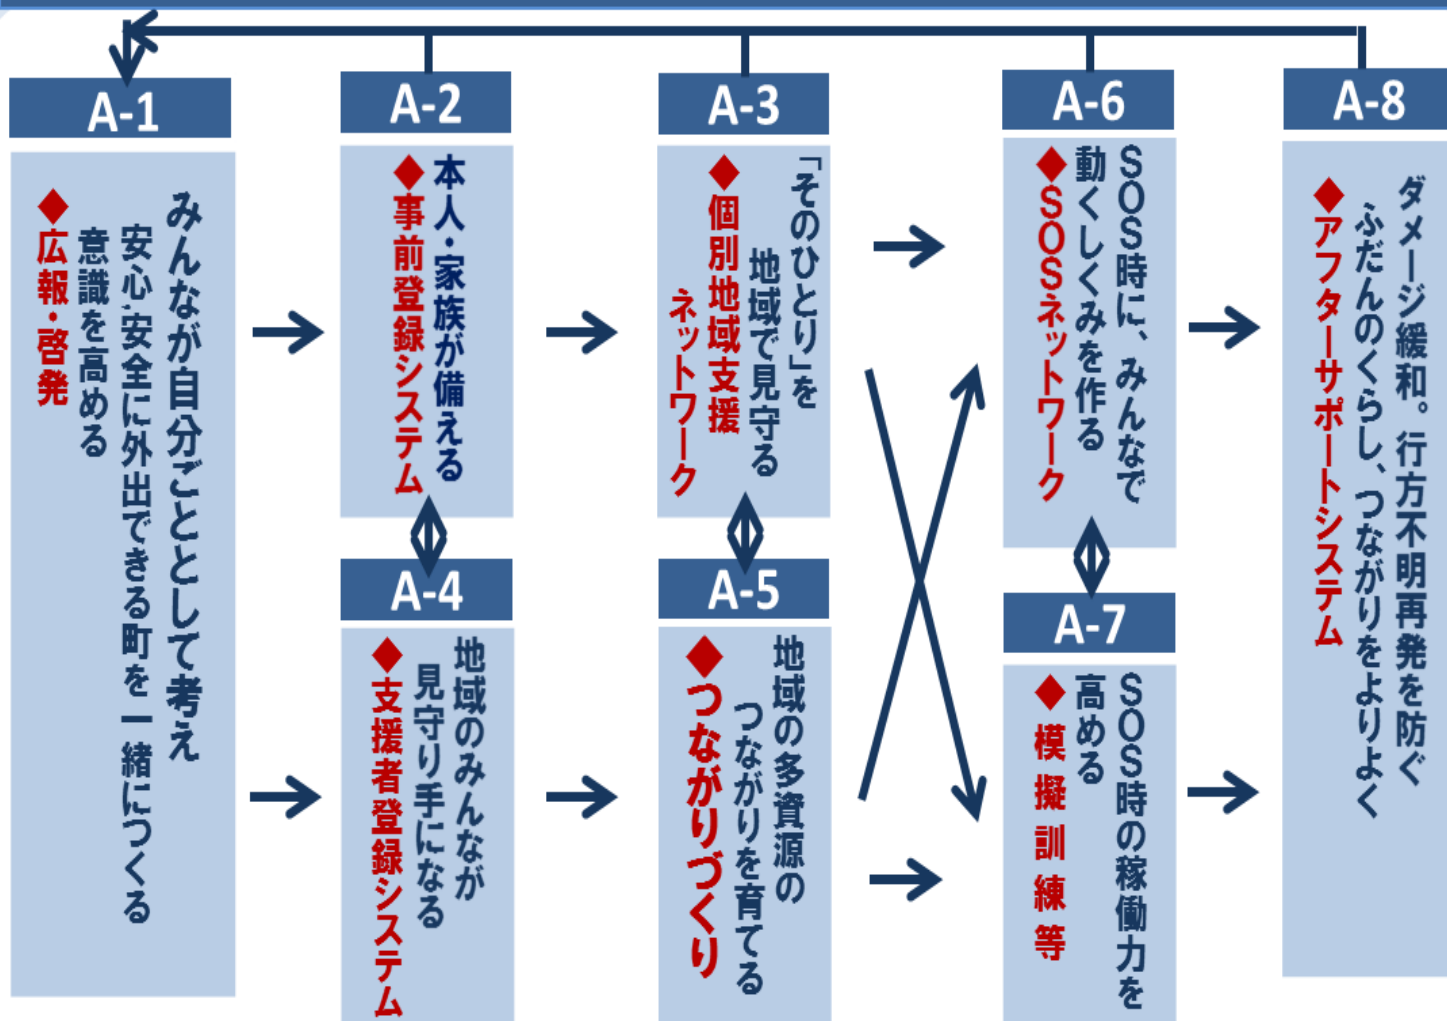 A-1
みんなが自分ごととして考え
安心・安全に外出できる町を一緒につくる
意識を高める
◆広報・啓発
A-2
本人・家族が備える
◆事前登録システム
A-3
「そのひとり」を
地域で見守る
◆個別地域支援
ネットワーク
A-4
地域のみんなが
見守り手になる
◆支援者登録システム
A-5
地域の多資源の
つながりを育てる
◆つながりづくり
A-6
SOS時に、みんなで
動くしくみを作る
◆SOSネットワーク
A-7
SOS時の稼働力を
高める
◆模擬訓練等
A-8
ダメージ緩和。行方不明再発を防ぐ
ふだんのくらし、つながりをよりよく
◆アフターサポートシステム